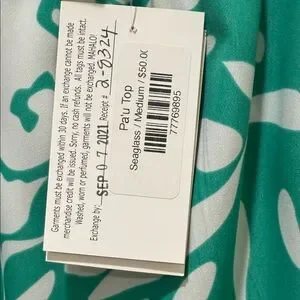 Garments must be exchanged within 30 days. If an exchange cannot be made
merchandise credit will be issued. Sorry, no cash refunds. All tags must be intact.
Washed, worn or perfumed, garments will not be exchanged. MAHALO!
Exchange by: SEP 07 2021 Receipt # 2-8324
Pa'u Top
Seaglass / Medium / $50.00
77769895